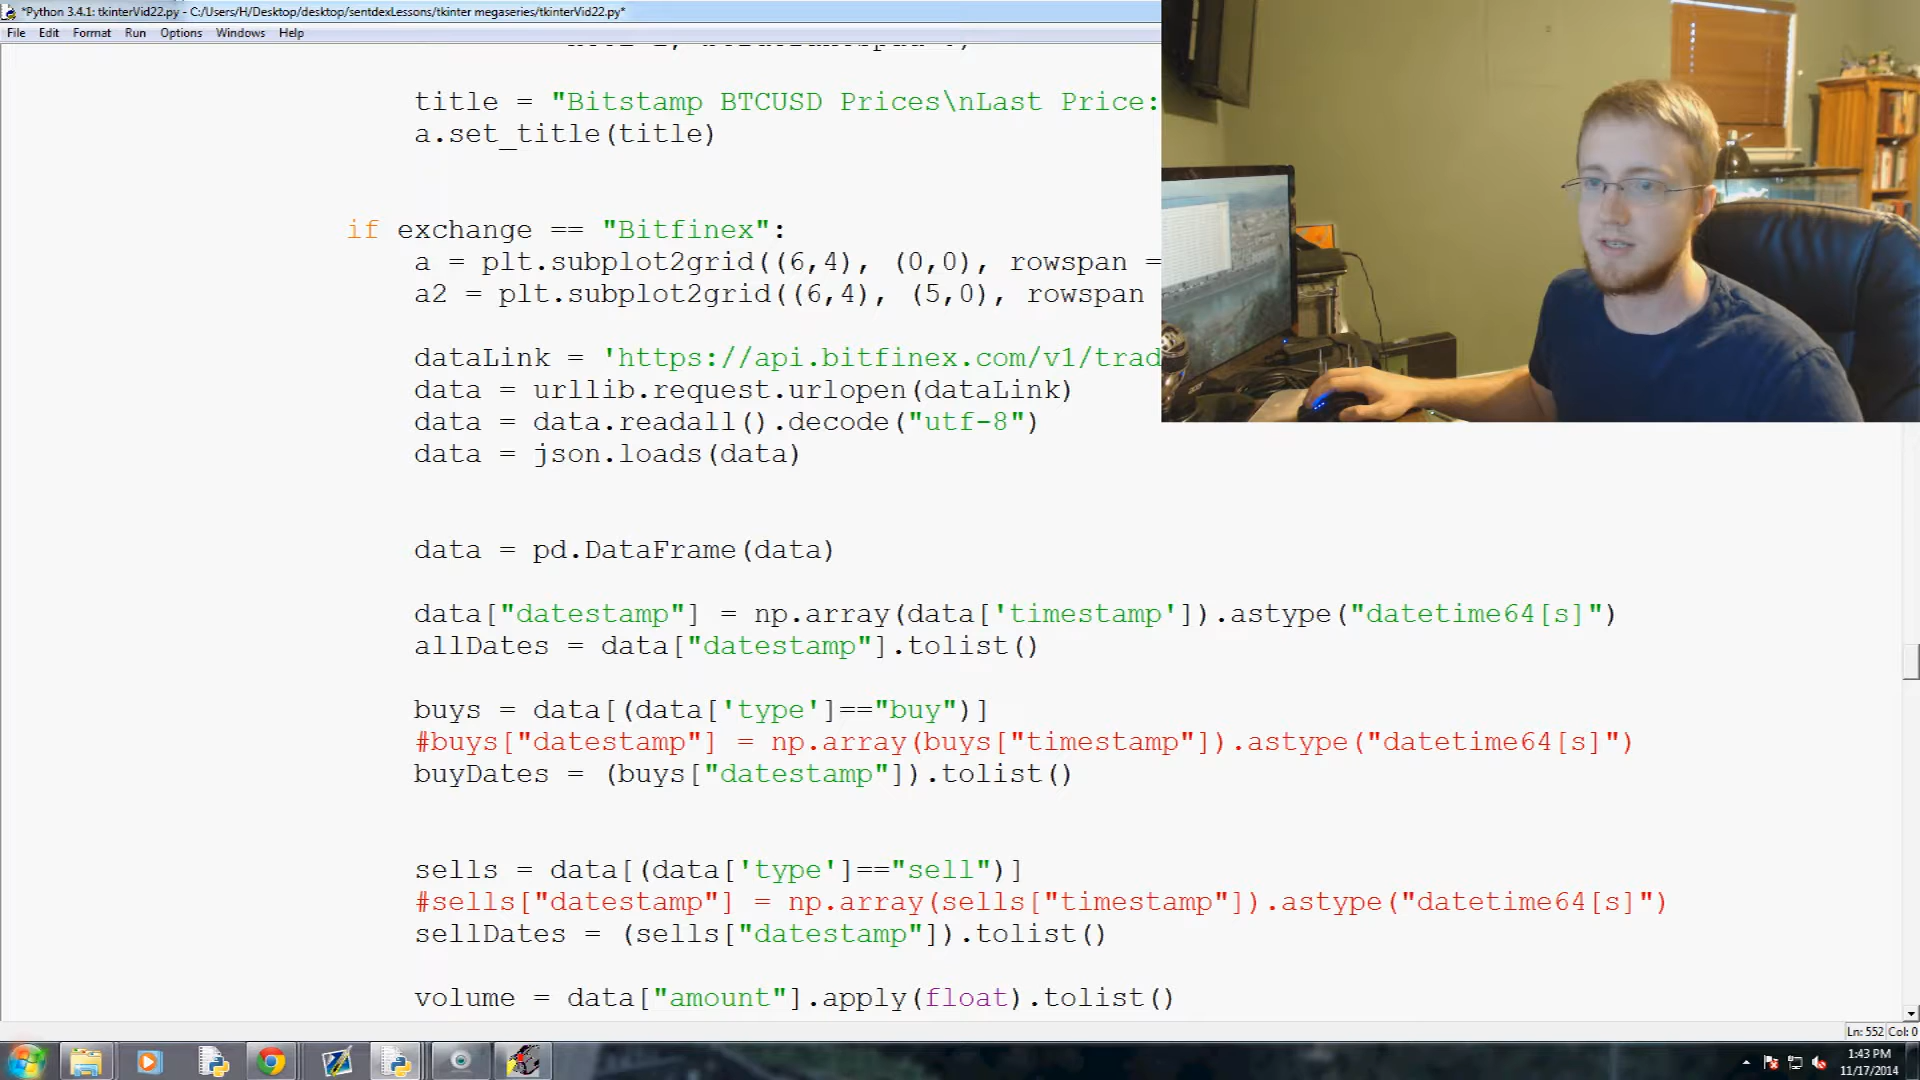 *Python 3.4.1: tkinterVid22.py - C:/Users/H/Desktop/desktop/sentdexLessons/tkinter megaseries/tkinterVid22.py*
File Edit Format Run Options Windows Help
title = "Bitstamp BTCUSD Prices\nLast Price:
a.set_title(title)
if exchange == "Bitfinex":
a = plt.subplot2grid((6,4), (0,0), rowspan =
a2 = plt.subplot2grid((6,4), (5,0), rowspan
dataLink = 'https://api.bitfinex.com/v1/trad
data = urllib.request.urlopen(dataLink)
data = data.readall().decode("utf-8")
data = json.loads(data)
data = pd.DataFrame(data)
data["datestamp"] = np.array(data['timestamp']).astype("datetime64[s]")
allDates = data["datestamp"].tolist()
buys = data[(data['type']=="buy")]
#buys["datestamp"] = np.array(buys["timestamp"]).astype("datetime64[s]")
buyDates = (buys["datestamp"]).tolist()
sells = data[(data['type']=="sell")]
#sells["datestamp"] = np.array(sells["timestamp"]).astype("datetime64[s]")
sellDates = (sells["datestamp"]).tolist()
volume = data["amount"].apply(float).tolist()
Ln: 552 Col: 0
1:43 PM
11/17/2014